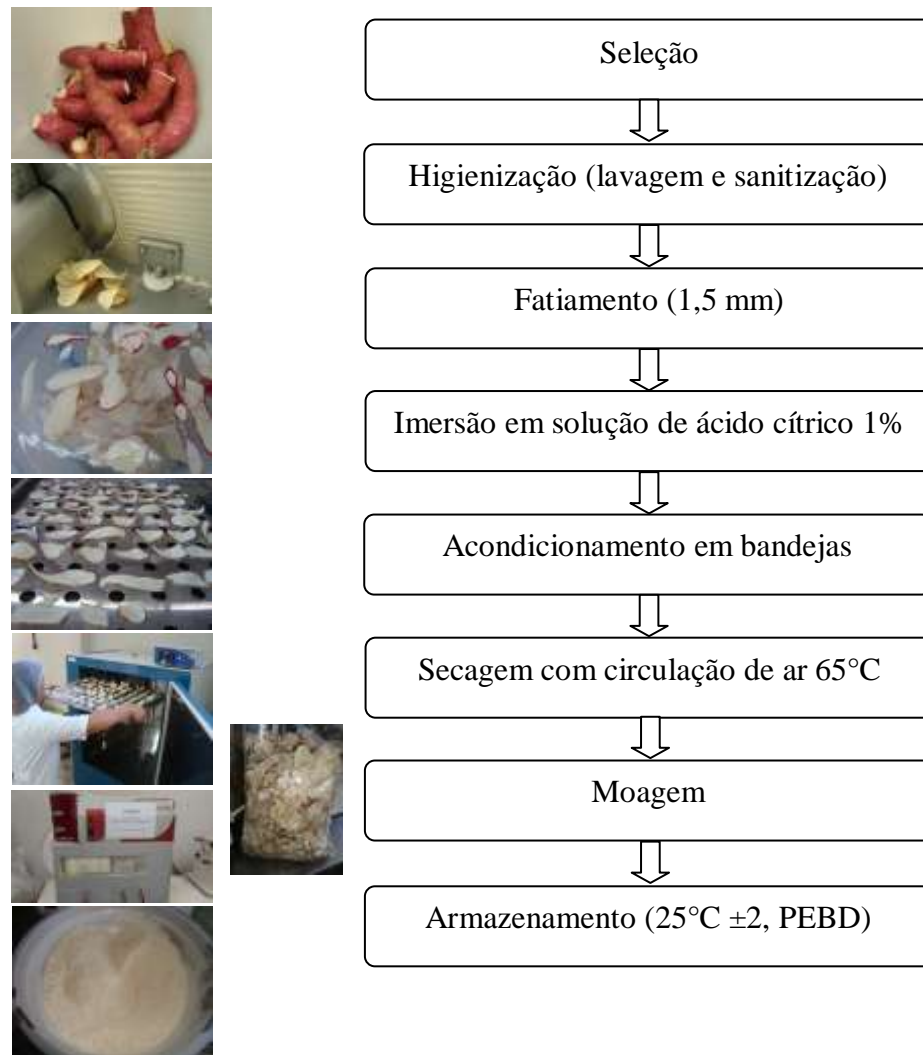 Seleção
Higienização (lavagem e sanitização)
Fatiamento (1,5 mm)
Imersão em solução de ácido cítrico 1%
Acondicionamento em bandejas
Secagem com circulação de ar 65°C
Moagem
Armazenamento (25°C ±2, PEBD)